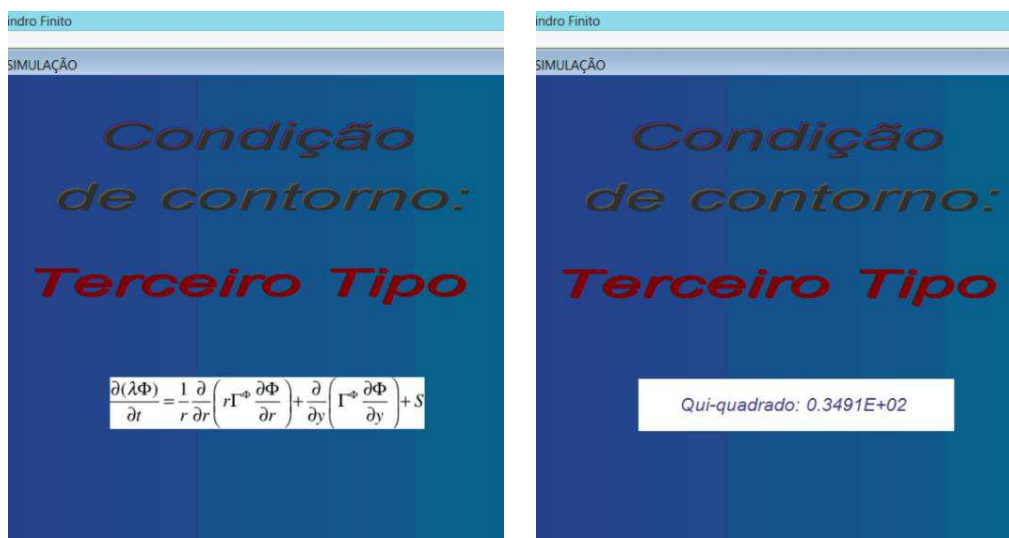 indro Finito
SIMULAÇÃO
Condição
de contorno:
Terceiro Tipo
∂(λΦ)/∂t = 1/r ∂/∂r (rΓ^Φ ∂Φ/∂r) + ∂/∂y (Γ^Φ ∂Φ/∂y) + S
indro Finito
SIMULAÇÃO
Condição
de contorno:
Terceiro Tipo
Qui-quadrado: 0.3491E+02